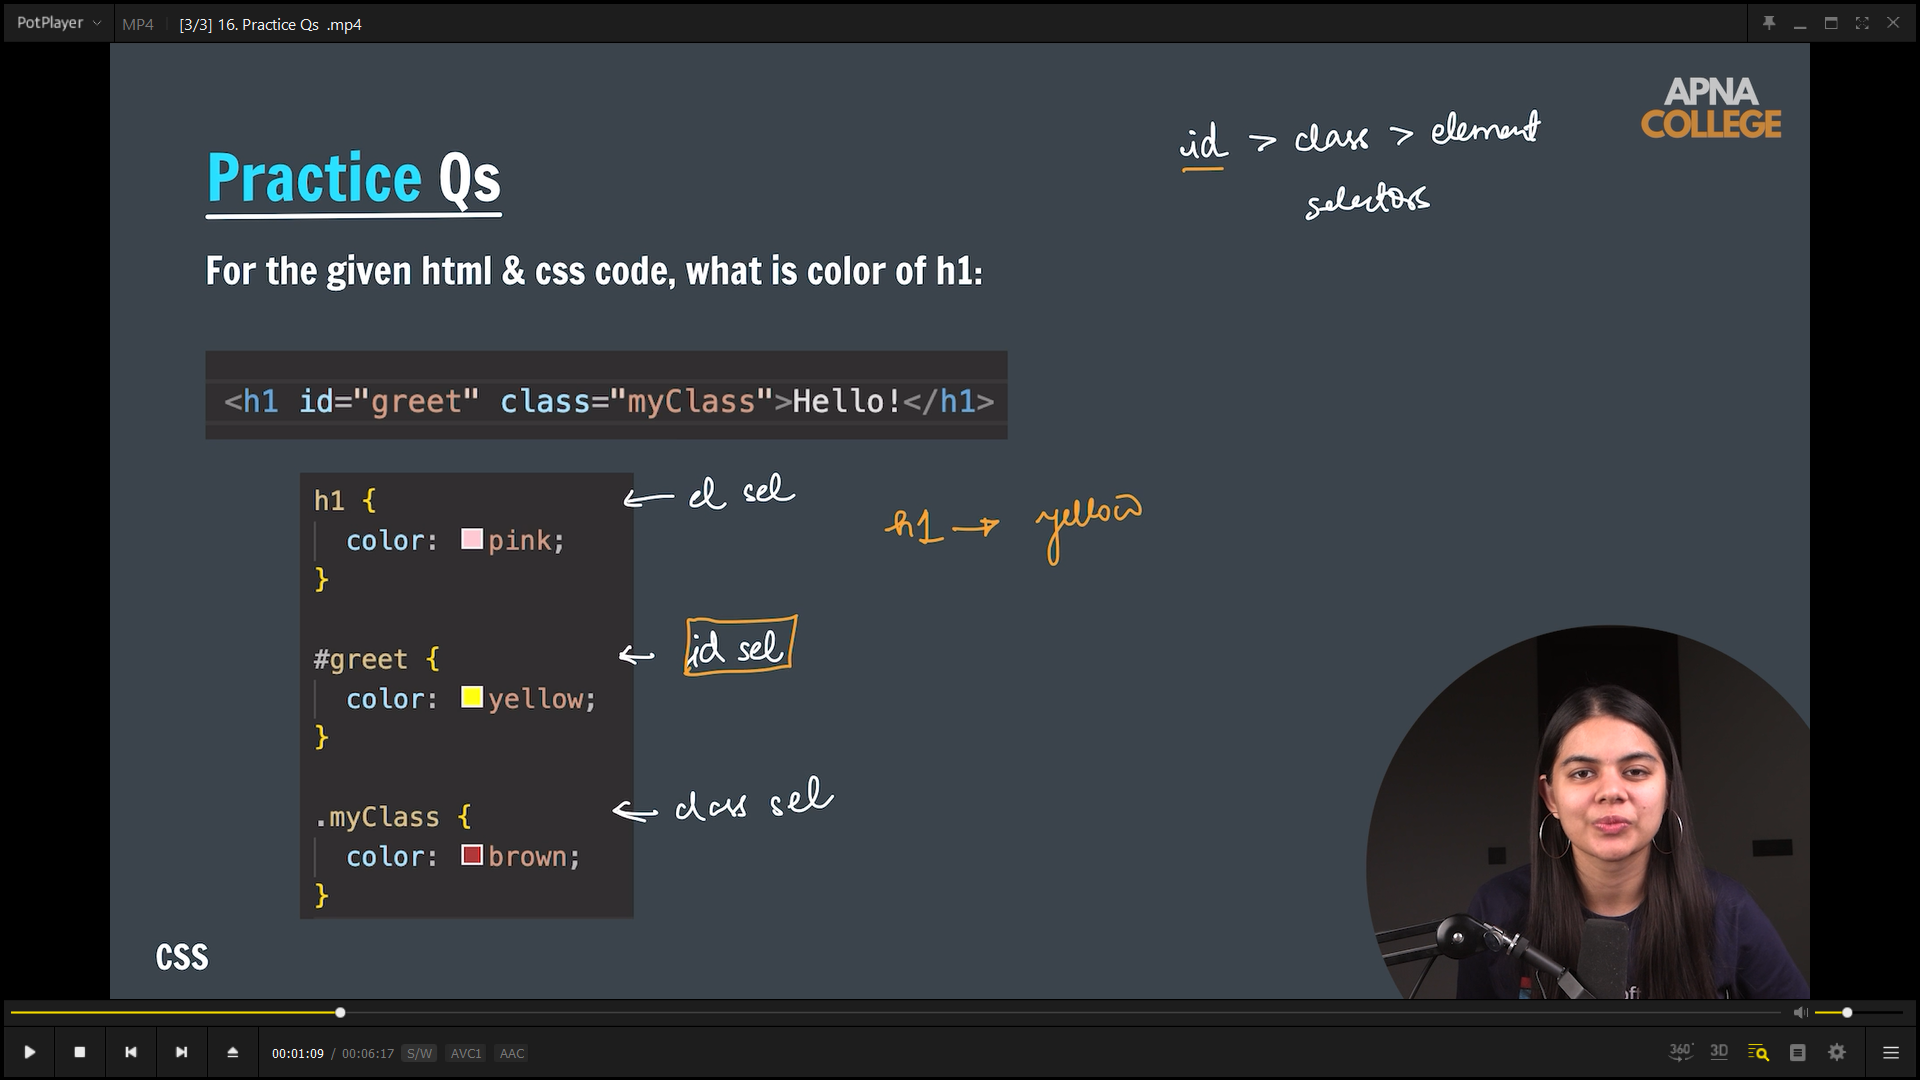 PotPlayer MP4 [3/3] 16. Practice Qs .mp4
APNA
COLLEGE
id > class > element
selectors
Practice Qs
For the given html & css code, what is color of h1:
<h1 id="greet" class="myClass">Hello!</h1>
h1 { ← el sel
color: pink;
}
h1 → yellow
#greet { ← id sel
color: yellow;
}
.myClass { ← class sel
color: brown;
}
CSS
00:01:09 / 00:06:17 S/W AVC1 AAC
360° 3D